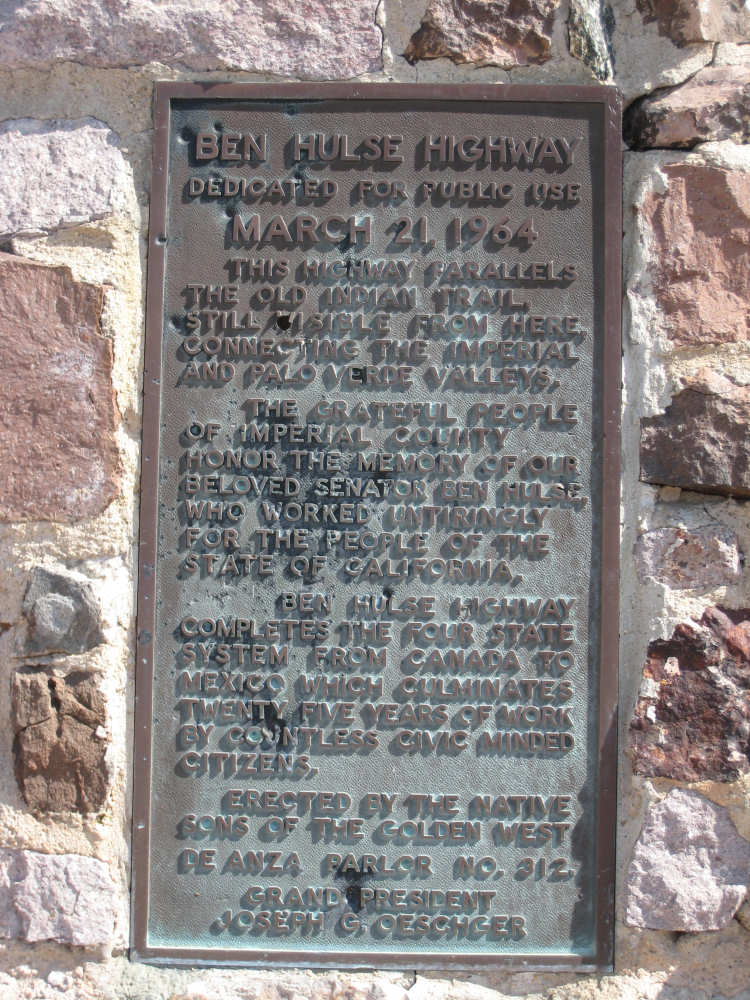 BEN HULSE HIGHWAY
DEDICATED FOR PUBLIC USE
MARCH 21, 1964
THIS HIGHWAY PARALLELS
THE OLD INDIAN TRAIL,
STILL VISIBLE FROM HERE,
CONNECTING THE IMPERIAL
AND PALO VERDE VALLEYS.
THE GRATEFUL PEOPLE
OF IMPERIAL COUNTY
HONOR THE MEMORY OF OUR
BELOVED SENATOR BEN HULSE,
WHO WORKED UNTIRINGLY
FOR THE PEOPLE OF THE
STATE OF CALIFORNIA,
BEN HULSE HIGHWAY
COMPLETES THE FOUR STATE
SYSTEM FROM CANADA TO
MEXICO WHICH CULMINATES
TWENTY FIVE YEARS OF WORK
BY COUNTLESS CIVIC MINDED
CITIZENS,
ERECTED BY THE NATIVE
SONS OF THE GOLDEN WEST
DE ANZA PARLOR NO. 312.
GRAND PRESIDENT
JOSEPH G. OESCHGER